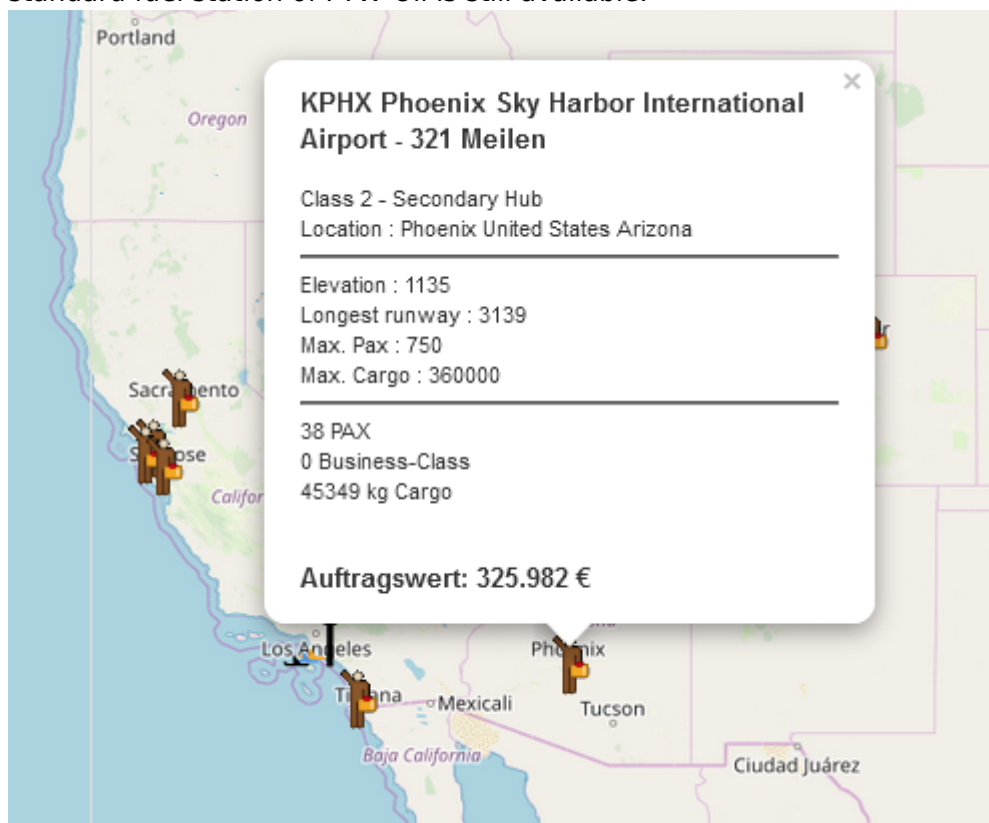 Portland
Oregon
KPHX Phoenix Sky Harbor International
Airport - 321 Meilen
×
Class 2 - Secondary Hub
Location : Phoenix United States Arizona
Elevation : 1135
Longest runway : 3139
Max. Pax : 750
Max. Cargo : 360000
38 PAX
0 Business-Class
45349 kg Cargo
Auftragswert: 325.982 €
Los Angeles
Mexicali
Tucson
Baja California
Ciudad Juárez